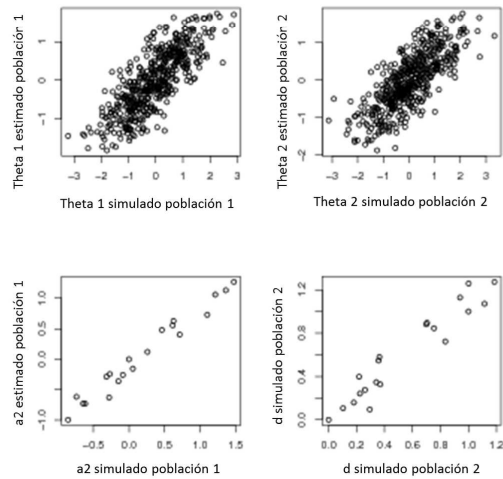 Theta 1 estimado población 1
1
0
−1
−3 −2 −1 0 1 2 3
Theta 1 simulado población 1
Theta 2 estimado población 2
1
0
−1
−2
−3 −2 −1 0 1 2 3
Theta 2 simulado población 2
a2 estimado población 1
1.0
0.5
0.0
−1.0
−0.5 0.0 0.5 1.0 1.5
a2 simulado población 1
d simulado población 2
1.2
0.8
0.4
0.0
0.0 0.2 0.4 0.6 0.8 1.0 1.2
d simulado población 2